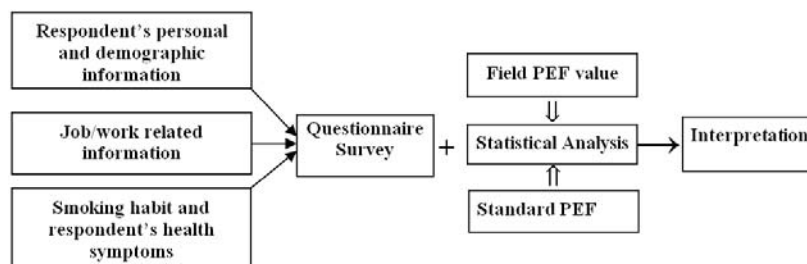 Respondent's personal
and demographic
information
Job/work related
information
Smoking habit and
respondent's health
symptoms
Questionnaire
Survey
+
Field PEF value
Statistical Analysis
Standard PEF
Interpretation